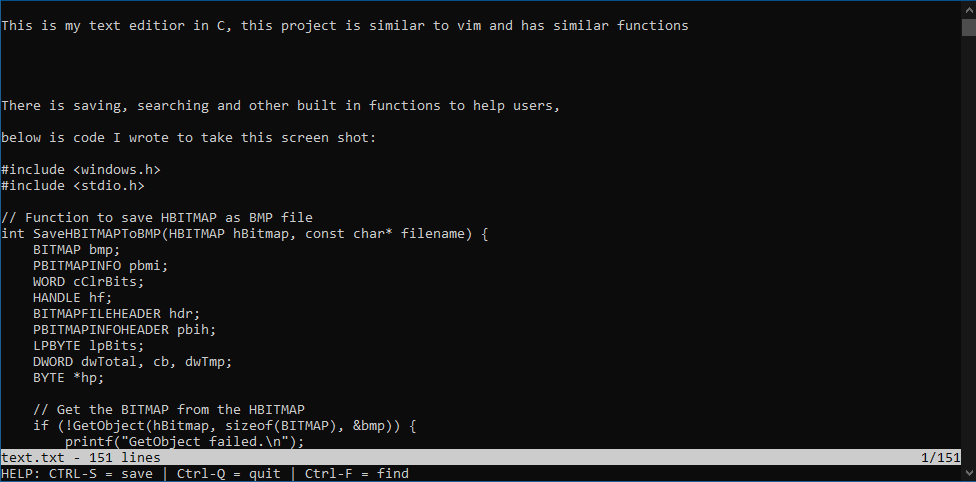 This is my text edition in C, this project is similar to vim and has similar functions
There is saving, searching and other built in functions to help users,
below is code I wrote to take this screen shot:
#include <windows.h>
#include <stdio.h>
// Function to save HBITMAP as BMP file
int SaveHBITMAPToBMP(HBITMAP hBitmap, const char* filename) {
    BITMAP bmp;
    PBITMAPINFO pbmi;
    WORD cClrBits;
    HANDLE hf;
    BITMAPFILEHEADER hdr;
    PBITMAPINFOHEADER pbih;
    LPBYTE lpBits;
    DWORD dwTotal, cb, dwTmp;
    BYTE *hp;
    // Get the BITMAP from the HBITMAP
    if (!GetObject(hBitmap, sizeof(BITMAP), &bmp)) {
        printf("GetObject failed.\n");
text.txt - 151 lines 1/151
HELP: CTRL-S = save | Ctrl-Q = quit | Ctrl-F = find